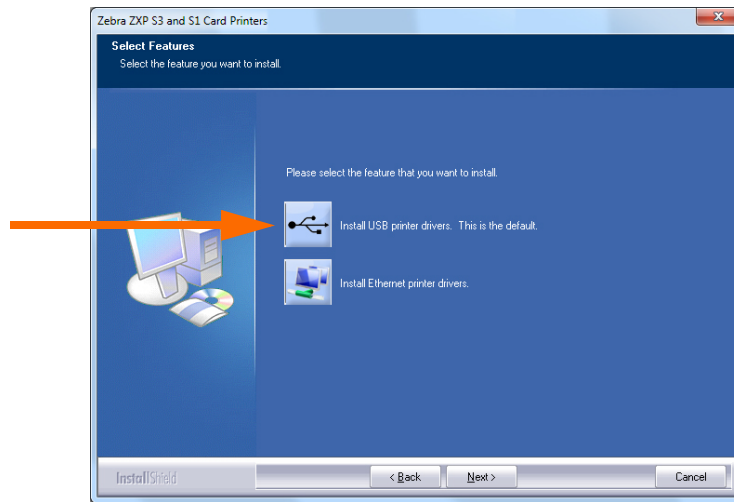 Zebra ZXP S3 and S1 Card Printers
Select Features
Select the feature you want to install.
Please select the feature that you want to install.
Install USB printer drivers. This is the default.
Install Ethernet printer drivers.
InstallShield
< Back
Next >
Cancel